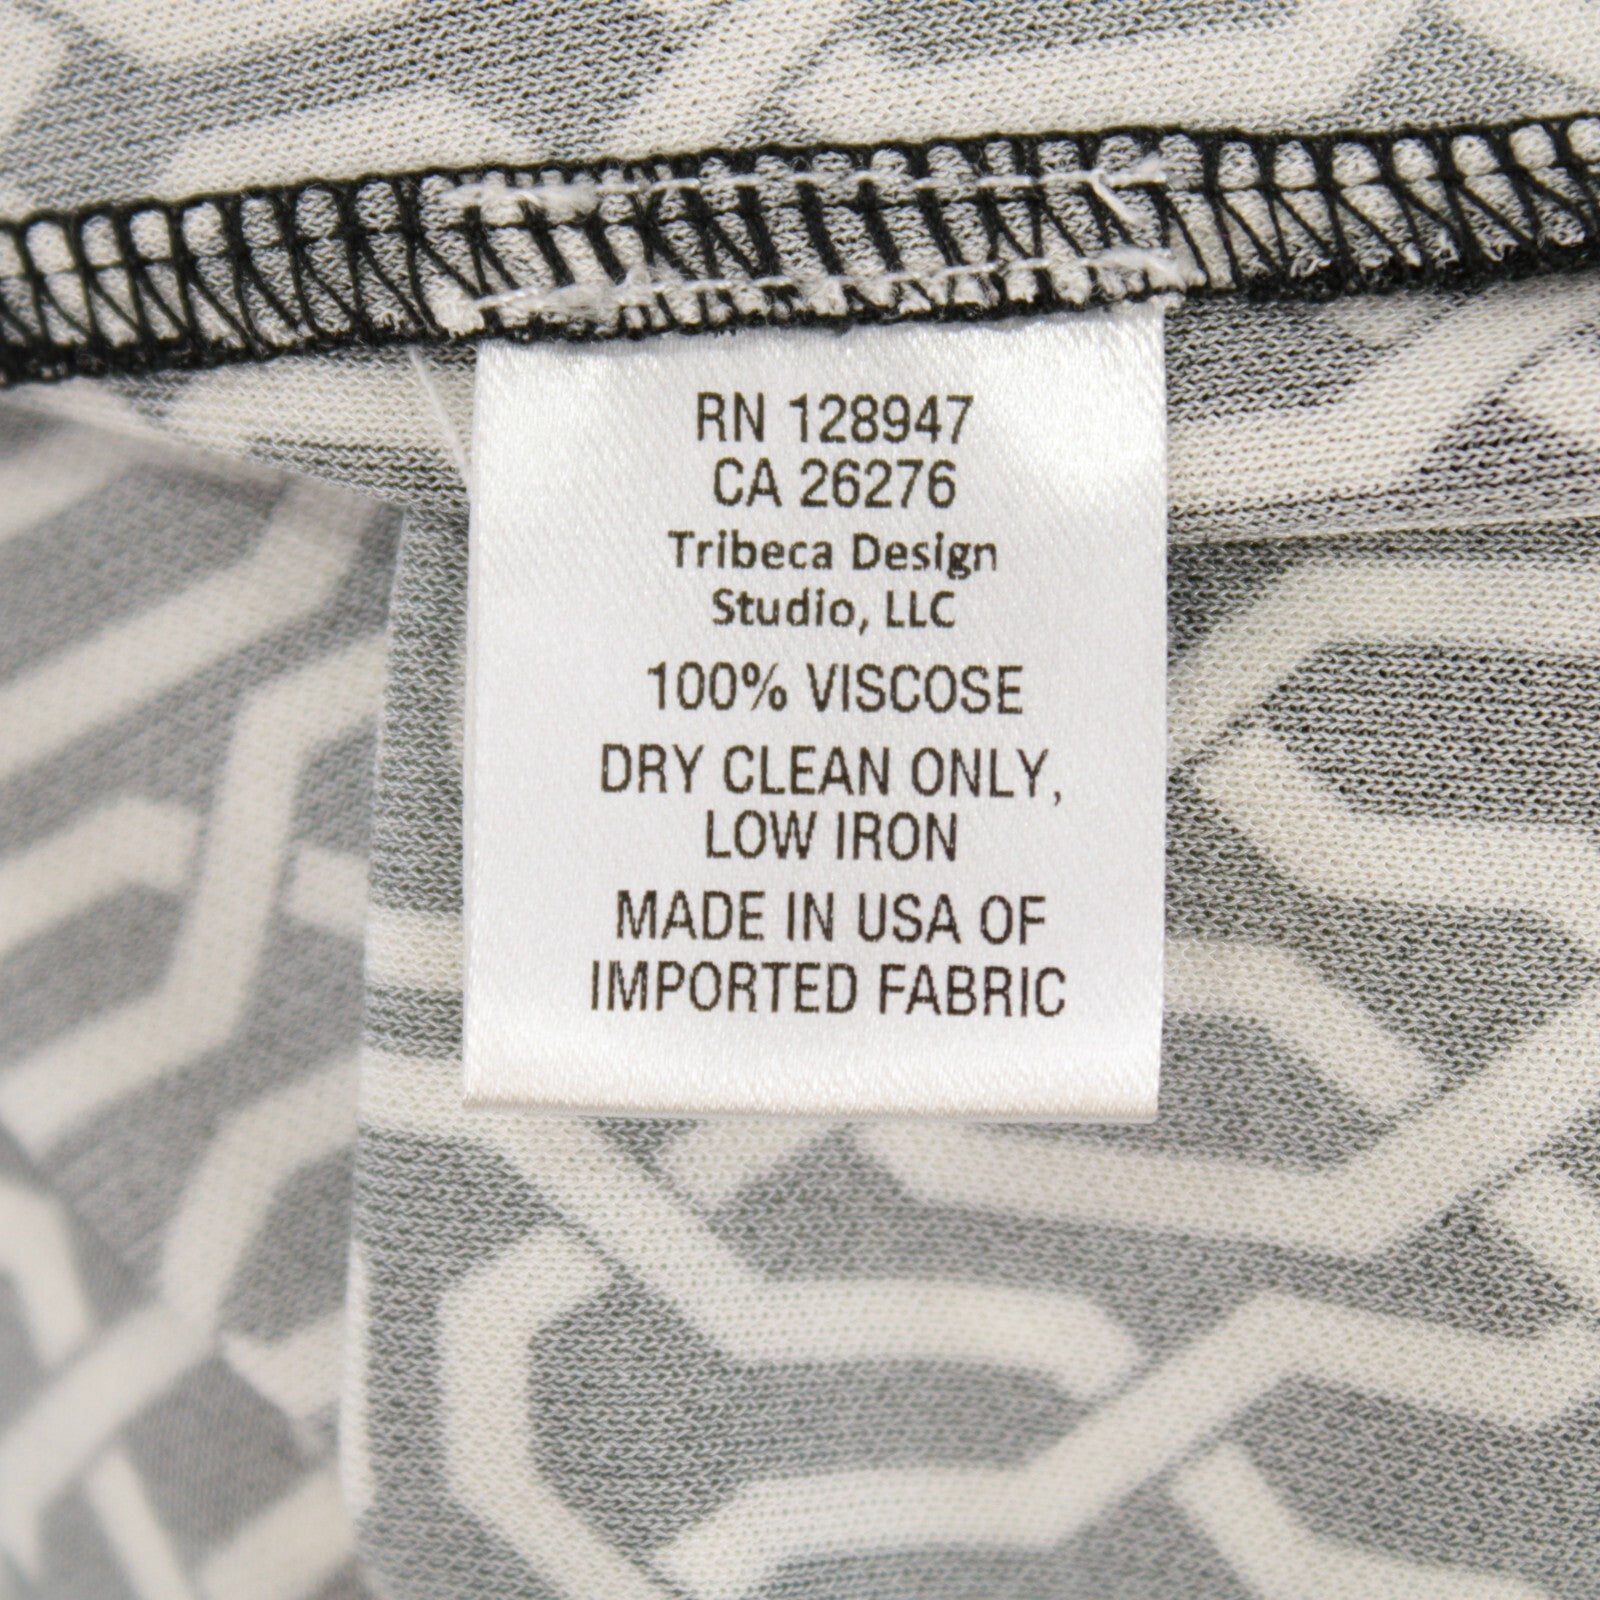 RN 128947
CA 26276
Tribeca Design
Studio, LLC
100% VISCOSE
DRY CLEAN ONLY,
LOW IRON
MADE IN USA OF
IMPORTED FABRIC